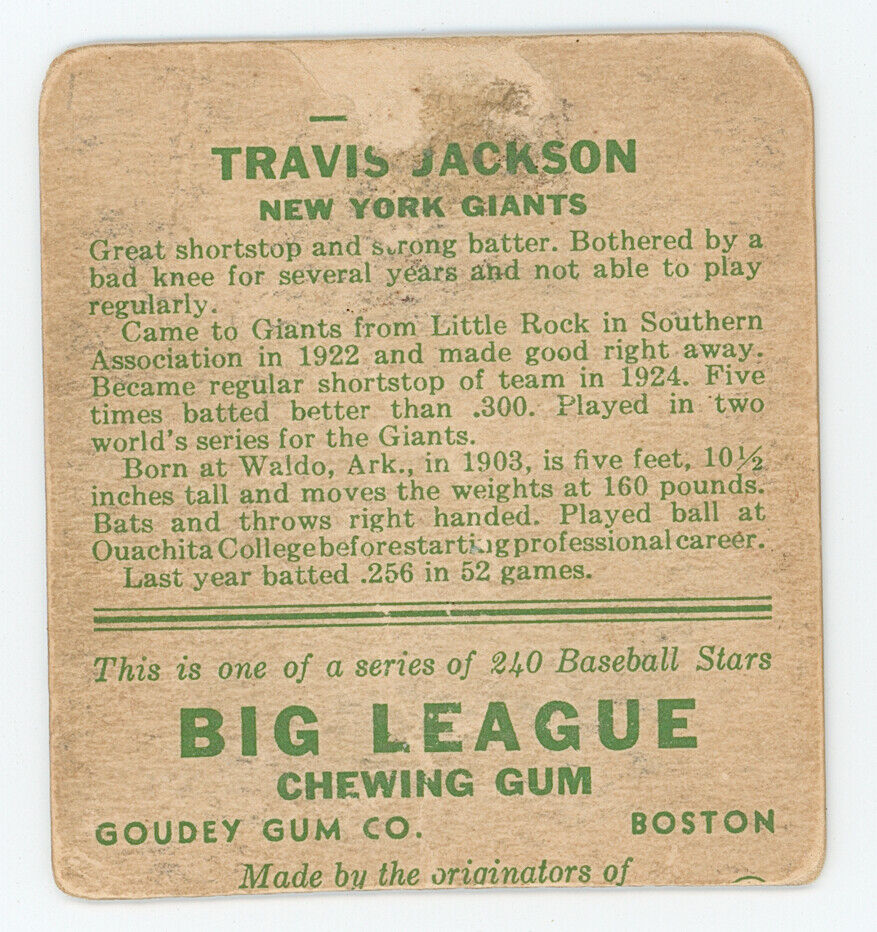 TRAVIS JACKSON
NEW YORK GIANTS
Great shortstop and strong batter. Bothered by a
bad knee for several years and not able to play
regularly.
Came to Giants from Little Rock in Southern
Association in 1922 and made good right away.
Became regular shortstop of team in 1924. Five
times batted better than .300. Played in two
world's series for the Giants.
Born at Waldo, Ark., in 1903, is five feet, 10½
inches tall and moves the weights at 160 pounds.
Bats and throws right handed. Played ball at
Ouachita College before starting professional career.
Last year batted .256 in 52 games.
This is one of a series of 240 Baseball Stars
BIG LEAGUE
CHEWING GUM
GOUDEY GUM CO. BOSTON
Made by the originators of